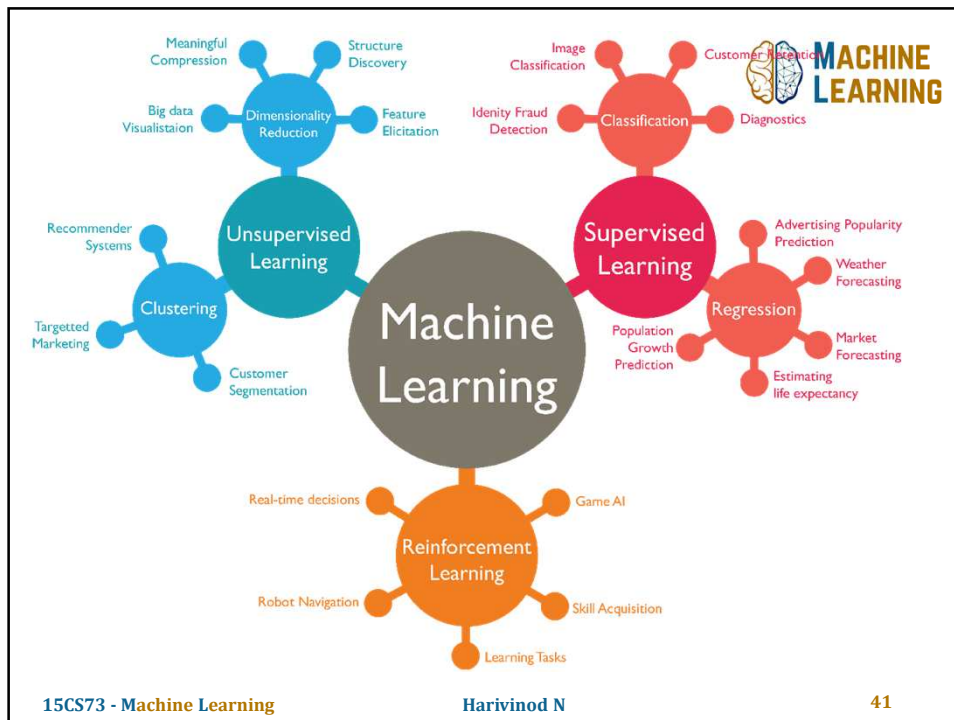 Meaningful
Compression
Structure
Discovery
Big data
Visualistaion
Dimensionality
Reduction
Feature
Elicitation
Image
Classification
Customer Retention
MACHINE
LEARNING
Idenity Fraud
Detection
Classification
Diagnostics
Unsupervised
Learning
Supervised
Learning
Recommender
Systems
Clustering
Targetted
Marketing
Customer
Segmentation
Advertising Popularity
Prediction
Weather
Forecasting
Regression
Population
Growth
Prediction
Market
Forecasting
Estimating
life expectancy
Machine
Learning
Real-time decisions
Game AI
Reinforcement
Learning
Robot Navigation
Skill Acquisition
Learning Tasks
15CS73 - Machine Learning
Harivinod N
41